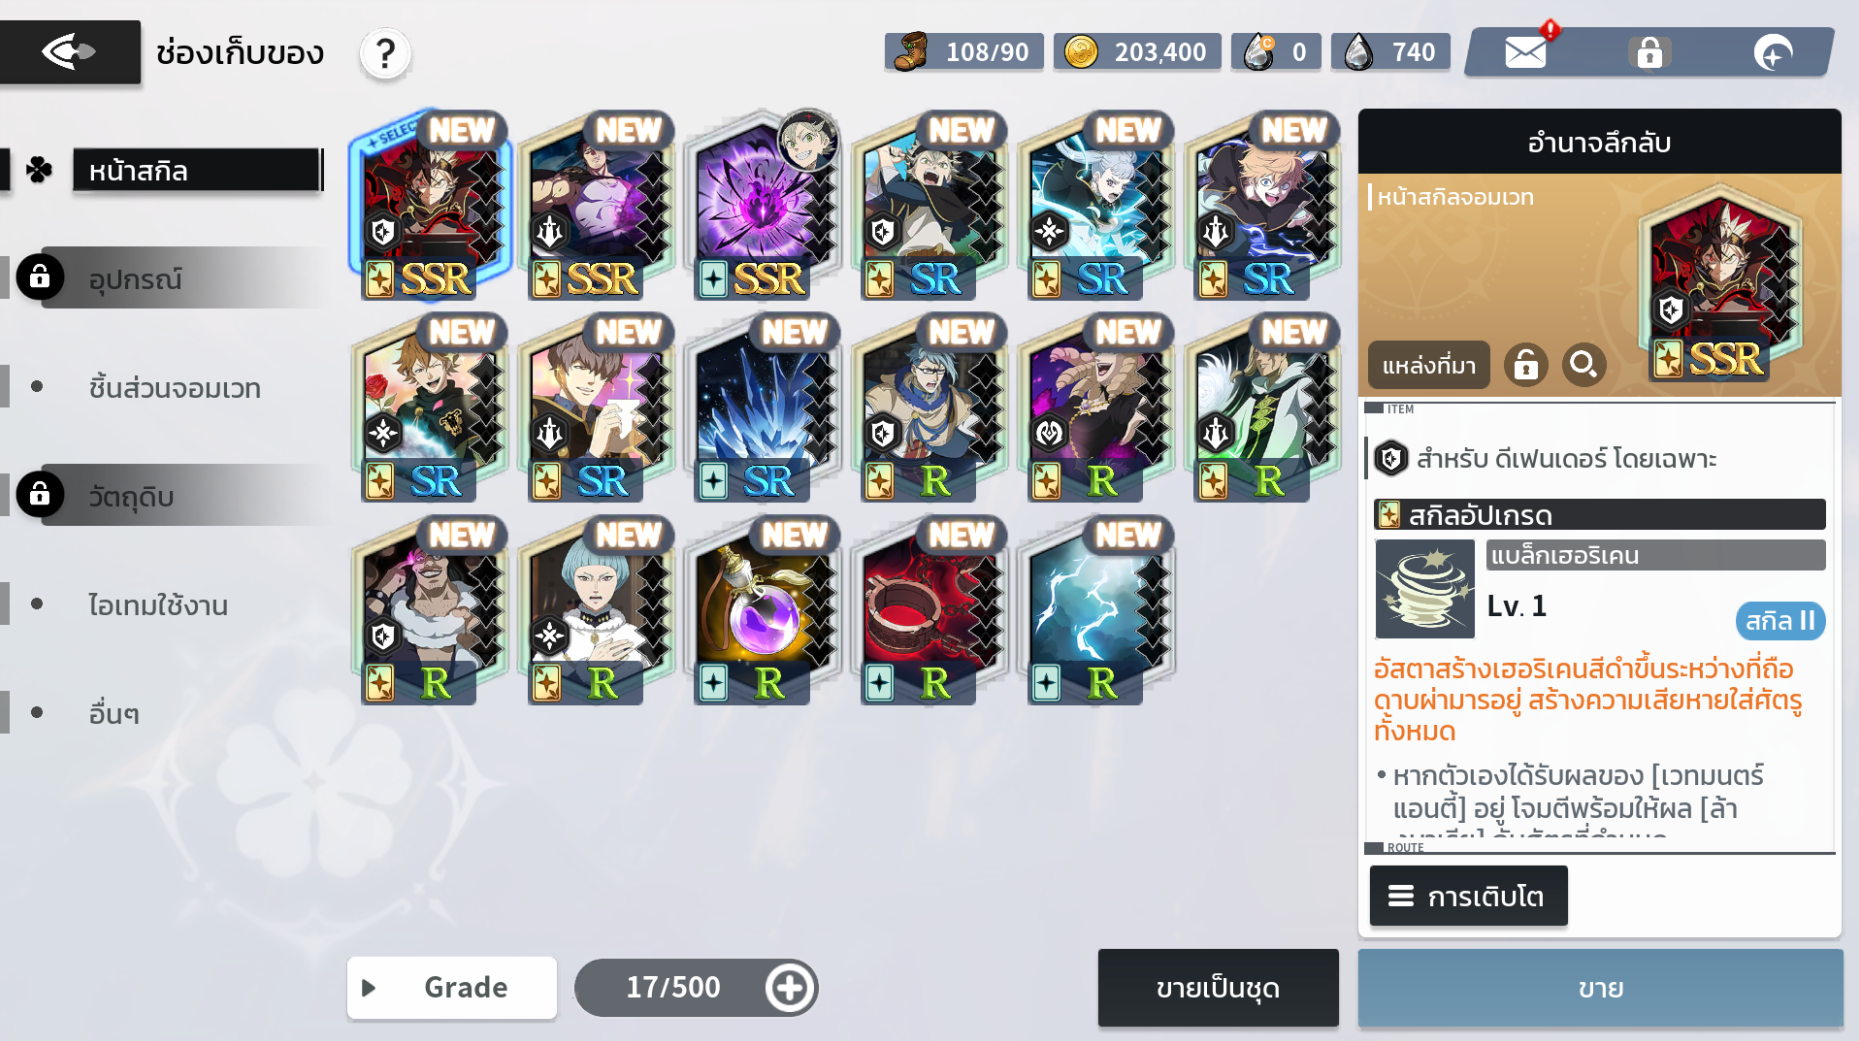 ช่องเก็บของ
?
108/90
203,400
0
740
หน้าสกิล
อุปกรณ์
ชิ้นส่วนจอมเวท
วัตถุดิบ
ไอเทมใช้งาน
อื่นๆ
SELEC NEW NEW NEW NEW NEW
SSR SSR SSR SR SR SR
NEW NEW NEW NEW NEW NEW
SR SR SR R R R
NEW NEW NEW NEW NEW
R R R R R
Grade
17/500
ขายเป็นชุด
อำนาจลึกลับ
หน้าสกิลจอมเวท
แหล่งที่มา
SSR
ITEM
สำหรับ ดีเฟนเดอร์ โดยเฉพาะ
สกิลอัปเกรด
แบล็กเฮอริเคน
Lv. 1
สกิล II
อัสตาสร้างเฮอริเคนสีดำขึ้นระหว่างที่ถือ
ดาบผ่ามารอยู่ สร้างความเสียหายใส่ศัตรู
ทั้งหมด
• หากตัวเองได้รับผลของ [เวทมนตร์
แอนตี้] อยู่ โจมตีพร้อมให้ผล [ล้า
ROUTE
การเติบโต
ขาย